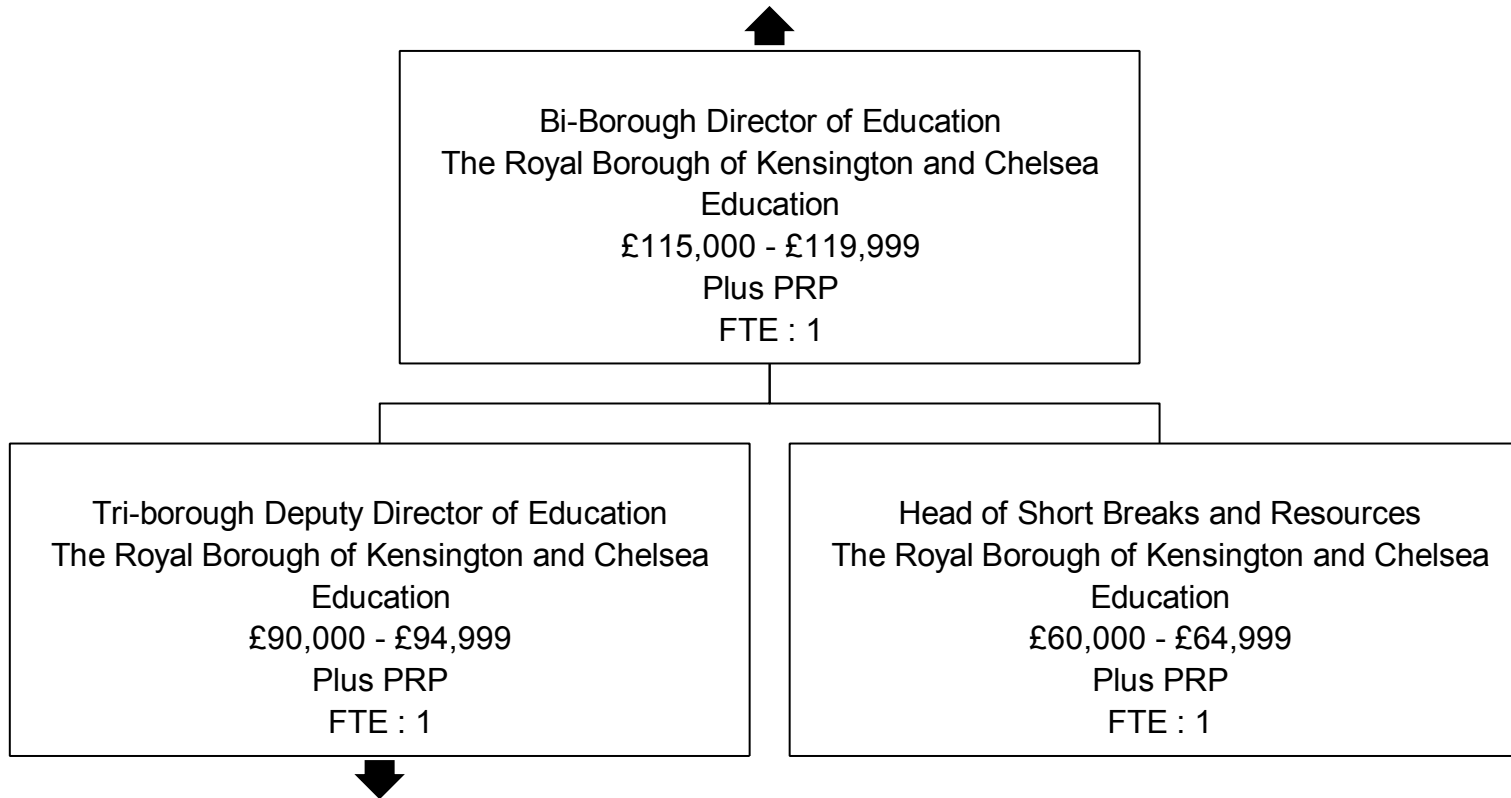 Bi-Borough Director of Education
The Royal Borough of Kensington and Chelsea
Education
£115,000 - £119,999
Plus PRP
FTE : 1
Tri-borough Deputy Director of Education
The Royal Borough of Kensington and Chelsea
Education
£90,000 - £94,999
Plus PRP
FTE : 1
Head of Short Breaks and Resources
The Royal Borough of Kensington and Chelsea
Education
£60,000 - £64,999
Plus PRP
FTE : 1